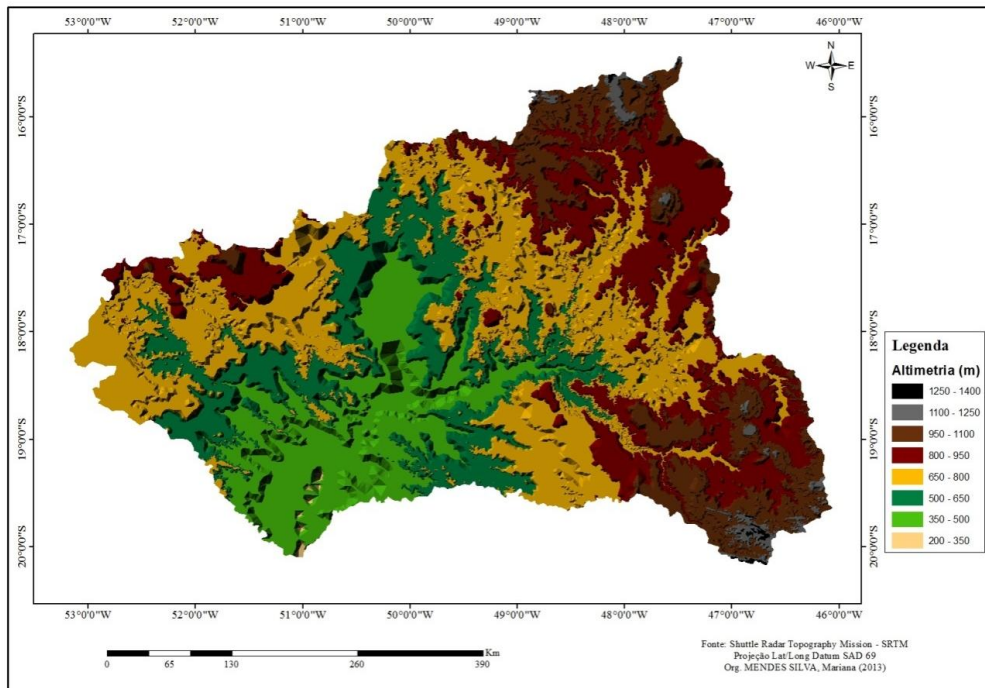 53°0'0"W 52°0'0"W 51°0'0"W 50°0'0"W 49°0'0"W 48°0'0"W 47°0'0"W 46°0'0"W
N
W E
S
16°0'0"S 16°0'0"S
17°0'0"S 17°0'0"S
18°0'0"S 18°0'0"S
19°0'0"S 19°0'0"S
20°0'0"S 20°0'0"S
Legenda
Altimetria (m)
1250 - 1400
1100 - 1250
950 - 1100
800 - 950
650 - 800
500 - 650
350 - 500
200 - 350
53°0'0"W 52°0'0"W 51°0'0"W 50°0'0"W 49°0'0"W 48°0'0"W 47°0'0"W 46°0'0"W
Km
0 65 130 260 390
Fonte: Shuttle Radar Topography Mission - SRTM
Projeção Lat/Long Datum SAD 69
Org. MENDES SILVA, Mariana (2013)